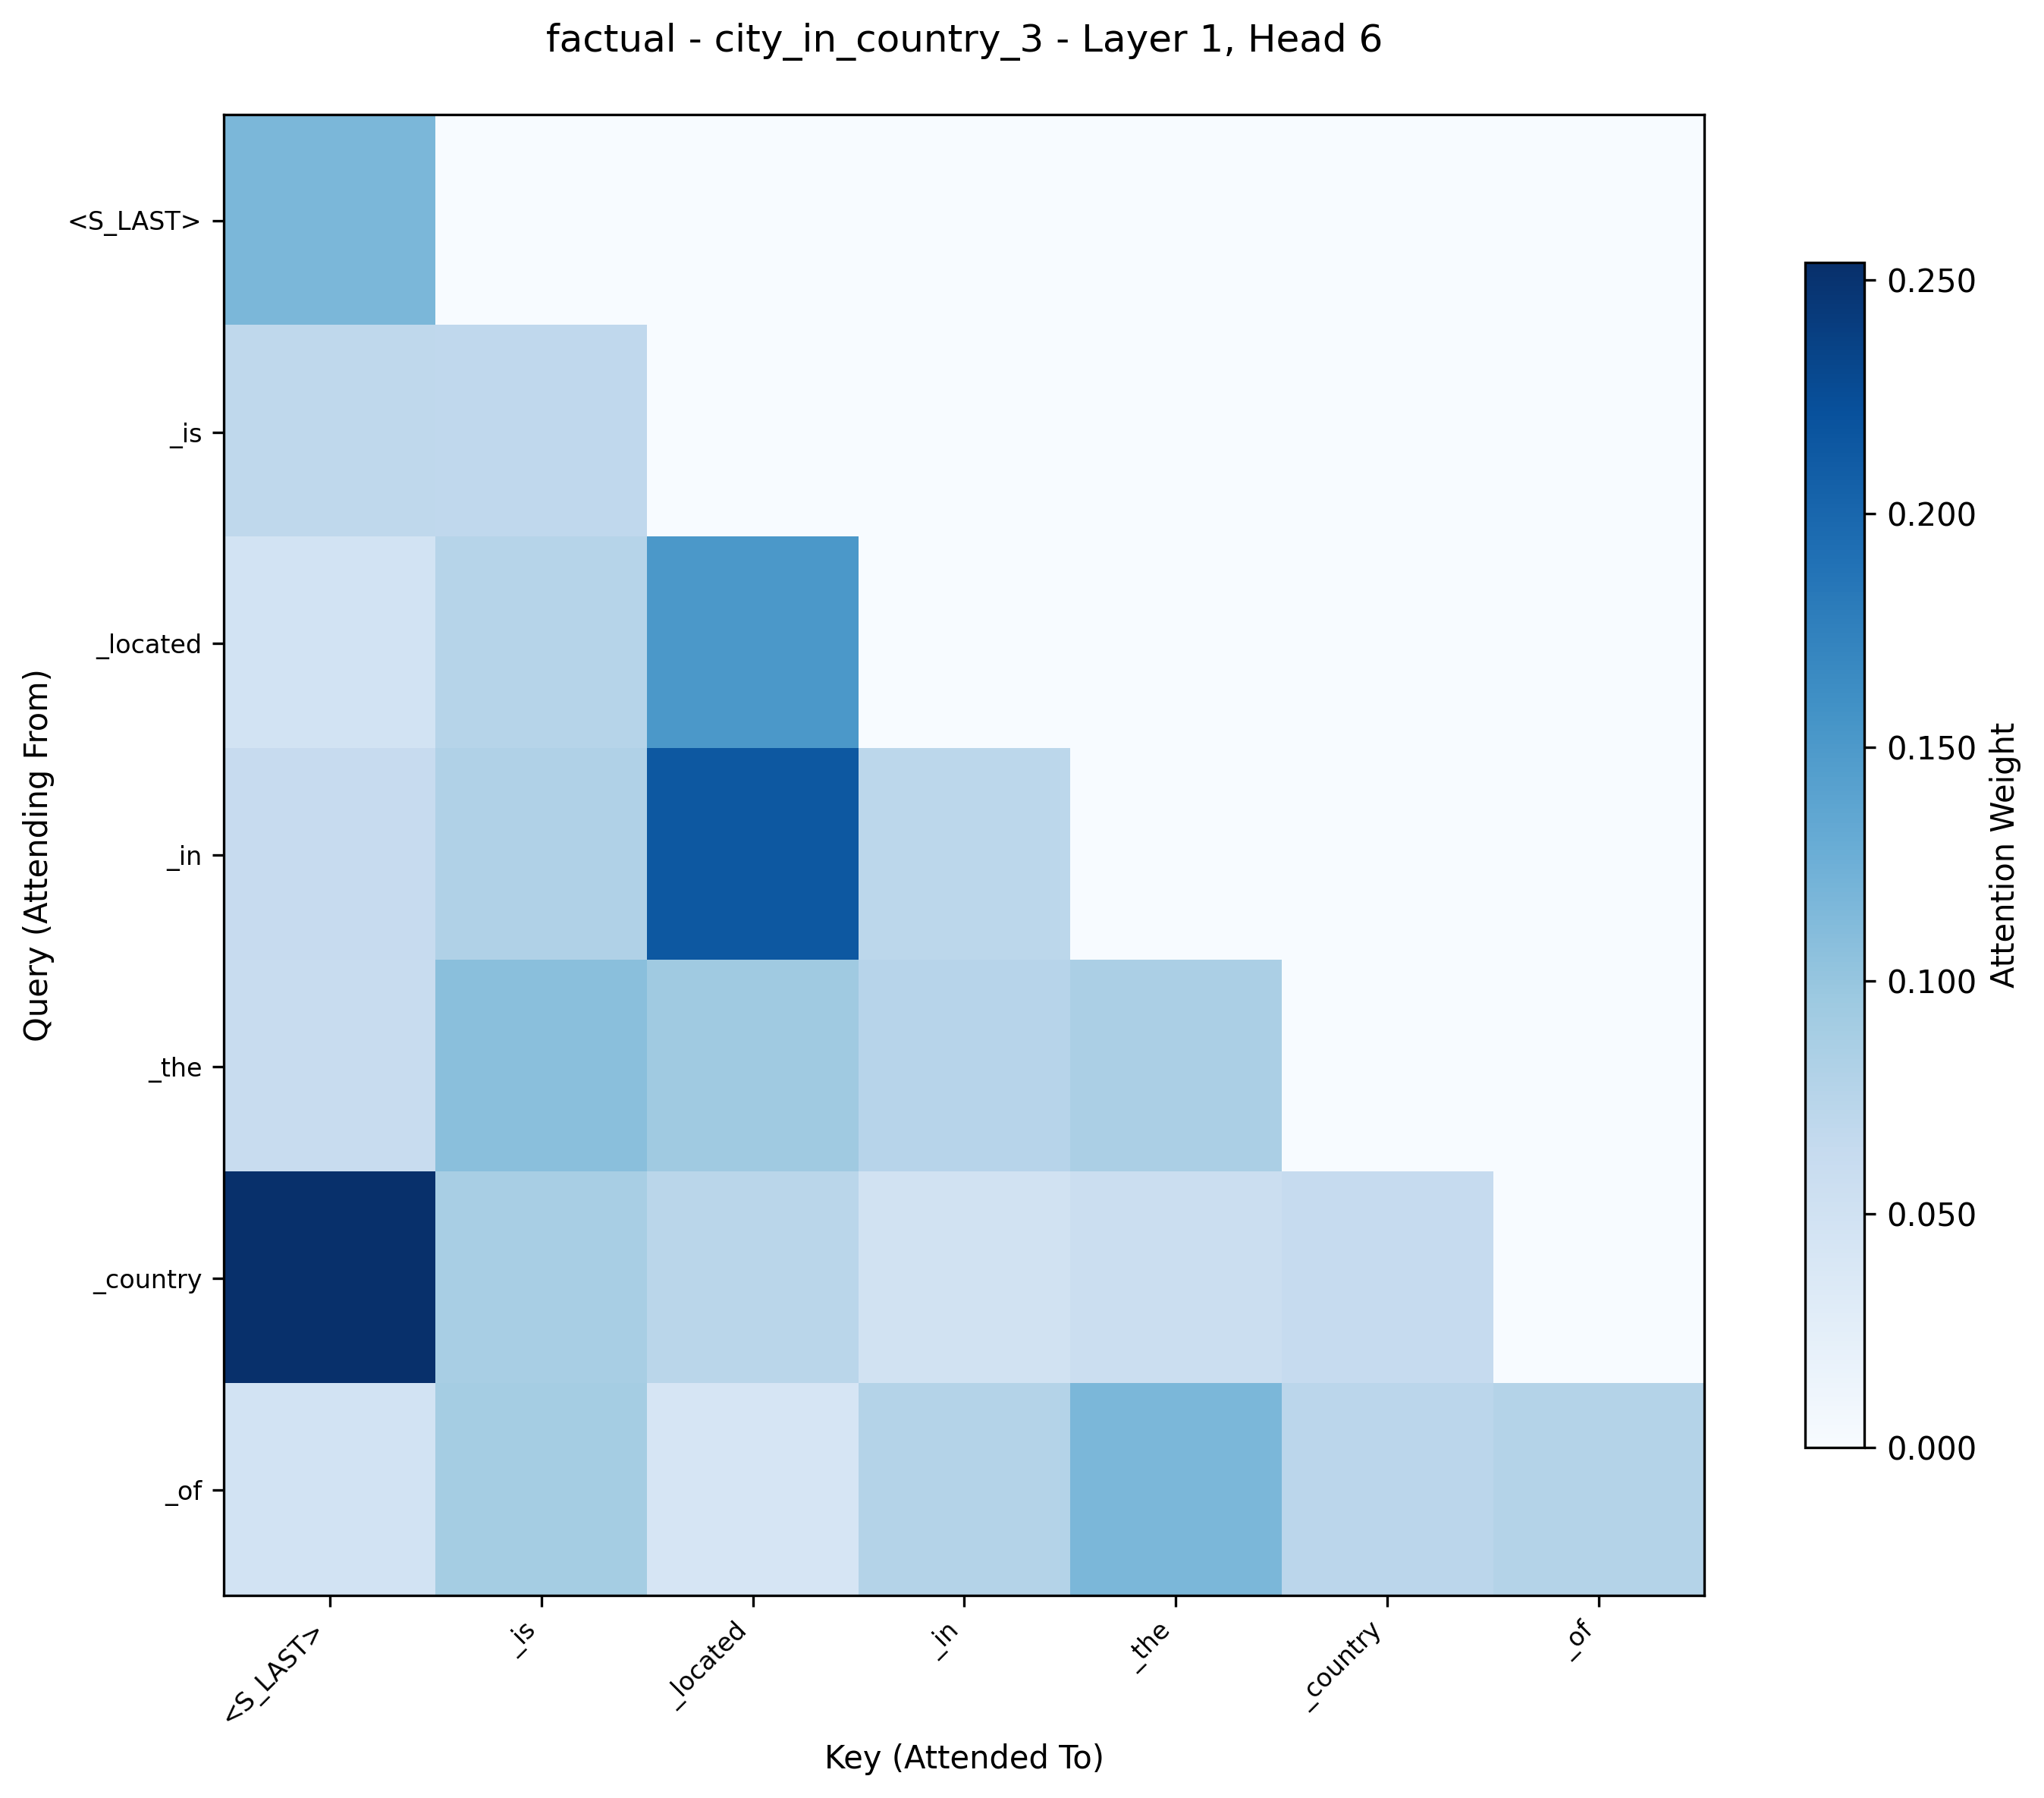 factual - city_in_country_3 - Layer 1, Head 6
Query (Attending From)
<S_LAST>
_is
_located
_in
_the
_country
_of
<S_LAST>
_is
_located
_in
_the
_country
_of
Key (Attended To)
0.250
0.200
0.150
0.100
0.050
0.000
Attention Weight